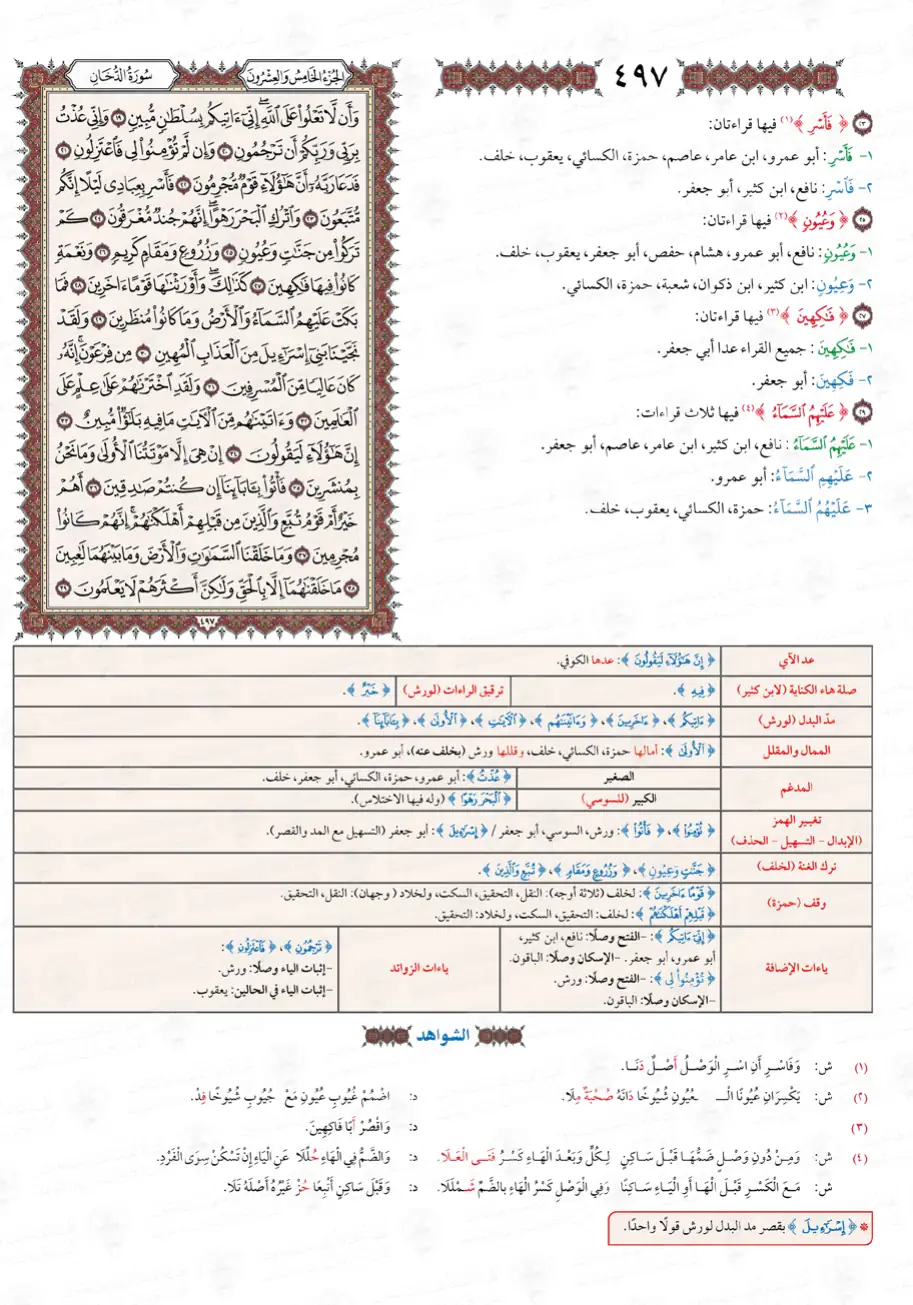 ٤٩٧
﴿ فَأَسْرِ ﴾(١) فيها قراءتان:
١- فَأَسْرِ: أبو عمرو، ابن عامر، عاصم، حمزة، الكسائي، يعقوب، خلف.
٢- فَاسْرِ: نافع، ابن كثير، أبو جعفر.
﴿ وَعُيُونٍ ﴾(٢) فيها قراءتان:
١- وَعُيُونٍ: نافع، أبو عمرو، هشام، حفص، أبو جعفر، يعقوب، خلف.
٢- وَعِيُونٍ: ابن كثير، ابن ذكوان، شعبة، حمزة، الكسائي.
﴿ فَٰكِهِينَ ﴾(٣) فيها قراءتان:
١- فَٰكِهِينَ : جميع القراء عدا أبي جعفر.
٢- فَكِهِينَ: أبو جعفر.
﴿ عَلَيْهِمُ السَّمَآءُ ﴾(٤) فيها ثلاث قراءات:
١- عَلَيْهِمُ السَّمَآءُ : نافع، ابن كثير، ابن عامر، عاصم، أبو جعفر.
٢- عَلَيْهِمِ السَّمَآءُ: أبو عمرو.
٣- عَلَيْهُمُ السَّمَآءُ: حمزة، الكسائي، يعقوب، خلف.
الجزء الخامس والعشرون
سورة الدخان
وَأَن لَّا تَعْلُوا۟ عَلَى ٱللَّهِ ۖ إِنِّىٓ ءَاتِيكُم بِسُلْطَٰنٍ مُّبِينٍ ١٩ وَإِنِّى عُذْتُ
بِرَبِّى وَرَبِّكُمْ أَن تَرْجُمُونِ ٢٠ وَإِن لَّمْ تُؤْمِنُوا۟ لِى فَٱعْتَزِلُونِ ٢١
فَدَعَا رَبَّهُۥٓ أَنَّ هَٰٓؤُلَآءِ قَوْمٌ مُّجْرِمُونَ ٢٢ فَأَسْرِ بِعِبَادِى لَيْلًا إِنَّكُم
مُّتَّبَعُونَ ٢٣ وَٱتْرُكِ ٱلْبَحْرَ رَهْوًا ۖ إِنَّهُمْ جُندٌ مُّغْرَقُونَ ٢٤ كَمْ
تَرَكُوا۟ مِن جَنَّٰتٍ وَعُيُونٍ ٢٥ وَزُرُوعٍ وَمَقَامٍ كَرِيمٍ ٢٦ وَنَعْمَةٍ
كَانُوا۟ فِيهَا فَٰكِهِينَ ٢٧ كَذَٰلِكَ ۖ وَأَوْرَثْنَٰهَا قَوْمًا ءَاخَرِينَ ٢٨ فَمَا
بَكَتْ عَلَيْهِمُ ٱلسَّمَآءُ وَٱلْأَرْضُ وَمَا كَانُوا۟ مُنظَرِينَ ٢٩ وَلَقَدْ
نَجَّيْنَا بَنِىٓ إِسْرَٰٓءِيلَ مِنَ ٱلْعَذَابِ ٱلْمُهِينِ ٣٠ مِن فِرْعَوْنَ ۚ إِنَّهُۥ
كَانَ عَالِيًا مِّنَ ٱلْمُسْرِفِينَ ٣١ وَلَقَدِ ٱخْتَرْنَٰهُمْ عَلَىٰ عِلْمٍ عَلَى
ٱلْعَٰلَمِينَ ٣٢ وَءَاتَيْنَٰهُم مِّنَ ٱلْءَايَٰتِ مَا فِيهِ بَلَٰٓؤٌا۟ مُّبِينٌ ٣٣
إِنَّ هَٰٓؤُلَآءِ لَيَقُولُونَ ٣٤ إِنْ هِىَ إِلَّا مَوْتَتُنَا ٱلْأُولَىٰ وَمَا نَحْنُ
بِمُنشَرِينَ ٣٥ فَأْتُوا۟ بِـَٔابَآئِنَآ إِن كُنتُمْ صَٰدِقِينَ ٣٦ أَهُمْ
خَيْرٌ أَمْ قَوْمُ تُبَّعٍ وَٱلَّذِينَ مِن قَبْلِهِمْ ۚ أَهْلَكْنَٰهُمْ ۖ إِنَّهُمْ كَانُوا۟
مُجْرِمِينَ ٣٧ وَمَا خَلَقْنَا ٱلسَّمَٰوَٰتِ وَٱلْأَرْضَ وَمَا بَيْنَهُمَا لَٰعِبِينَ
٣٨ مَا خَلَقْنَٰهُمَآ إِلَّا بِٱلْحَقِّ وَلَٰكِنَّ أَكْثَرَهُمْ لَا يَعْلَمُونَ ٣٩
٤٩٧
عد الآي ﴿ إِنَّ هَٰٓؤُلَآءِ لَيَقُولُونَ ﴾: عدها الكوفي.
صلة هاء الكناية (لابن كثير) ﴿ فِيهِ ﴾. ترقيق الراءات (لورش) ﴿ خَيْرٌ ﴾.
مدّ البدل (لورش) ﴿ ءَاتِيكُم ﴾، ﴿ ءَاخَرِينَ ﴾، ﴿ وَءَاتَيْنَٰهُم ﴾، ﴿ ٱلْأَيَٰتِ ﴾، ﴿ ٱلْأُولَىٰ ﴾، ﴿ بِـَٔابَآئِنَآ ﴾.
الممال والمقلل ﴿ ٱلْأُولَىٰ ﴾: أمالها حمزة، الكسائي، خلف، وقللها ورش (بخلف عنه)، أبو عمرو.
المدغم
الصغير ﴿ عُذْتُ ﴾: أبو عمرو، حمزة، الكسائي، أبو جعفر، خلف.
الكبير (للسوسي) ﴿ ٱلْبَحْرَ رَهْوًا ﴾ (وله فيها الاختلاس).
تغيير الهمز
(الإبدال - التسهيل - الحذف) ﴿ تُؤْمِنُوا۟ ﴾، ﴿ فَأْتُوا۟ ﴾: ورش، السوسي، أبو جعفر / ﴿ إِسْرَٰٓءِيلَ ﴾: أبو جعفر (التسهيل مع المد والقصر).
ترك الغنة (لخلف) ﴿ جَنَّٰتٍ وَعُيُونٍ ﴾، ﴿ وَزُرُوعٍ وَمَقَامٍ ﴾، ﴿ تُبَّعٍ وَٱلَّذِينَ ﴾.
وقف (حمزة) ﴿ قَوْمًا ءَاخَرِينَ ﴾: لخلف (ثلاثة أوجه): النقل، التحقيق، السكت، ولخلاد ( وجهان): النقل، التحقيق.
﴿ قَبْلِهِمْ أَهْلَكْنَٰهُمْ ﴾: لخلف: التحقيق، السكت، ولخلاد: التحقيق.
ياءات الإضافة
﴿ إِنِّىٓ ءَاتِيكُم ﴾: -الفتح وصلًا: نافع، ابن كثير،
أبو عمرو، أبو جعفر. -الإسكان وصلًا: الباقون.
﴿ تُؤْمِنُوا۟ لِى ﴾: -الفتح وصلًا: ورش.
-الإسكان وصلًا: الباقون.
ياءات الزوائد
﴿ تَرْجُمُونِ ﴾، ﴿ فَٱعْتَزِلُونِ ﴾:
-إثبات الياء وصلًا: ورش.
-إثبات الياء في الحالين: يعقوب.
الشواهد
(١) ش: وَفَاسْرِ أَنِ اسْرِ الْوَصْلُ أَصْلٌ دَنَا.
(٢) ش: يَكْسِرَانِ عُيُونًا الْـ ـعُيُونِ شُيُوخًا دَانَهُ صُحْبَةٌ مِلَا. د: اضْمُمْ غُيُوبِ عُيُونِ مَعْ جُيُوبِ شُيُوخًا فِدْ.
(٣) د: وَاقْصُرْ أَبًا فَاكِهِينَ.
(٤) ش: وَمِنْ دُونِ وَصْلٍ ضَمُّهَا قَبْلَ سَاكِنٍ لِكُلٍّ وَبَعْدَ الْهَاءِ كَسْرُ فَتَى الْعَلَا. د: وَالضَّمُّ فِي الْهَاءِ حُلِّلَا عَنِ الْيَاءِ إِنْ تَسْكُنْ سِوَى الْفَرْدِ.
ش: مَعَ الْكَسْرِ قَبْلَ الْهَا أَوِ الْيَاءِ سَاكِنًا وَفِي الْوَصْلِ كَسْرُ الْهَاءِ بِالضَّمِّ شَمْلَلَا. د: وَقَبْلَ سَاكِنٍ أَتْبِعًا حُزْ غَيْرُهُ أَصْلَهُ تَلَا.
* ﴿ إِسْرَٰٓءِيلَ ﴾ بقصر مد البدل لورش قولًا واحدًا.